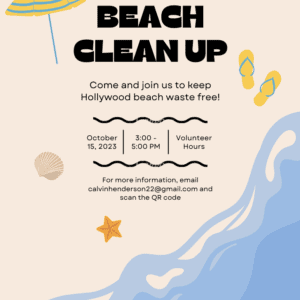 BEACH
CLEAN UP
Come and join us to keep
Hollywood beach waste free!
October
15, 2023
3:00 -
5:00 PM
Volunteer
Hours
For more information, email
calvinhenderson22@gmail.com and
scan the QR code